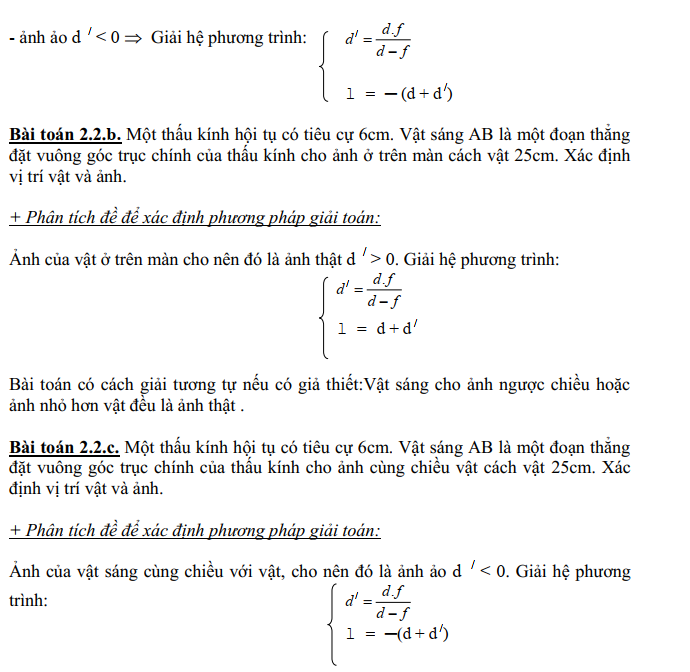 - ảnh ảo d / < 0 ⇒ Giải hệ phương trình: { d/ = d.f / d – f
l = –(d + d/)
Bài toán 2.2.b. Một thấu kính hội tụ có tiêu cự 6cm. Vật sáng AB là một đoạn thẳng
đặt vuông góc trục chính của thấu kính cho ảnh ở trên màn cách vật 25cm. Xác định
vị trí vật và ảnh.
+ Phân tích đề để xác định phương pháp giải toán:
Ảnh của vật ở trên màn cho nên đó là ảnh thật d / > 0. Giải hệ phương trình:
{ d/ = d.f / d – f
l = d + d/
Bài toán có cách giải tương tự nếu có giả thiết:Vật sáng cho ảnh ngược chiều hoặc
ảnh nhỏ hơn vật đều là ảnh thật .
Bài toán 2.2.c. Một thấu kính hội tụ có tiêu cự 6cm. Vật sáng AB là một đoạn thẳng
đặt vuông góc trục chính của thấu kính cho ảnh cùng chiều vật cách vật 25cm. Xác
định vị trí vật và ảnh.
+ Phân tích đề để xác định phương pháp giải toán:
Ảnh của vật sáng cùng chiều với vật, cho nên đó là ảnh ảo d / < 0. Giải hệ phương
trình: { d/ = d.f / d – f
l = –(d + d/)